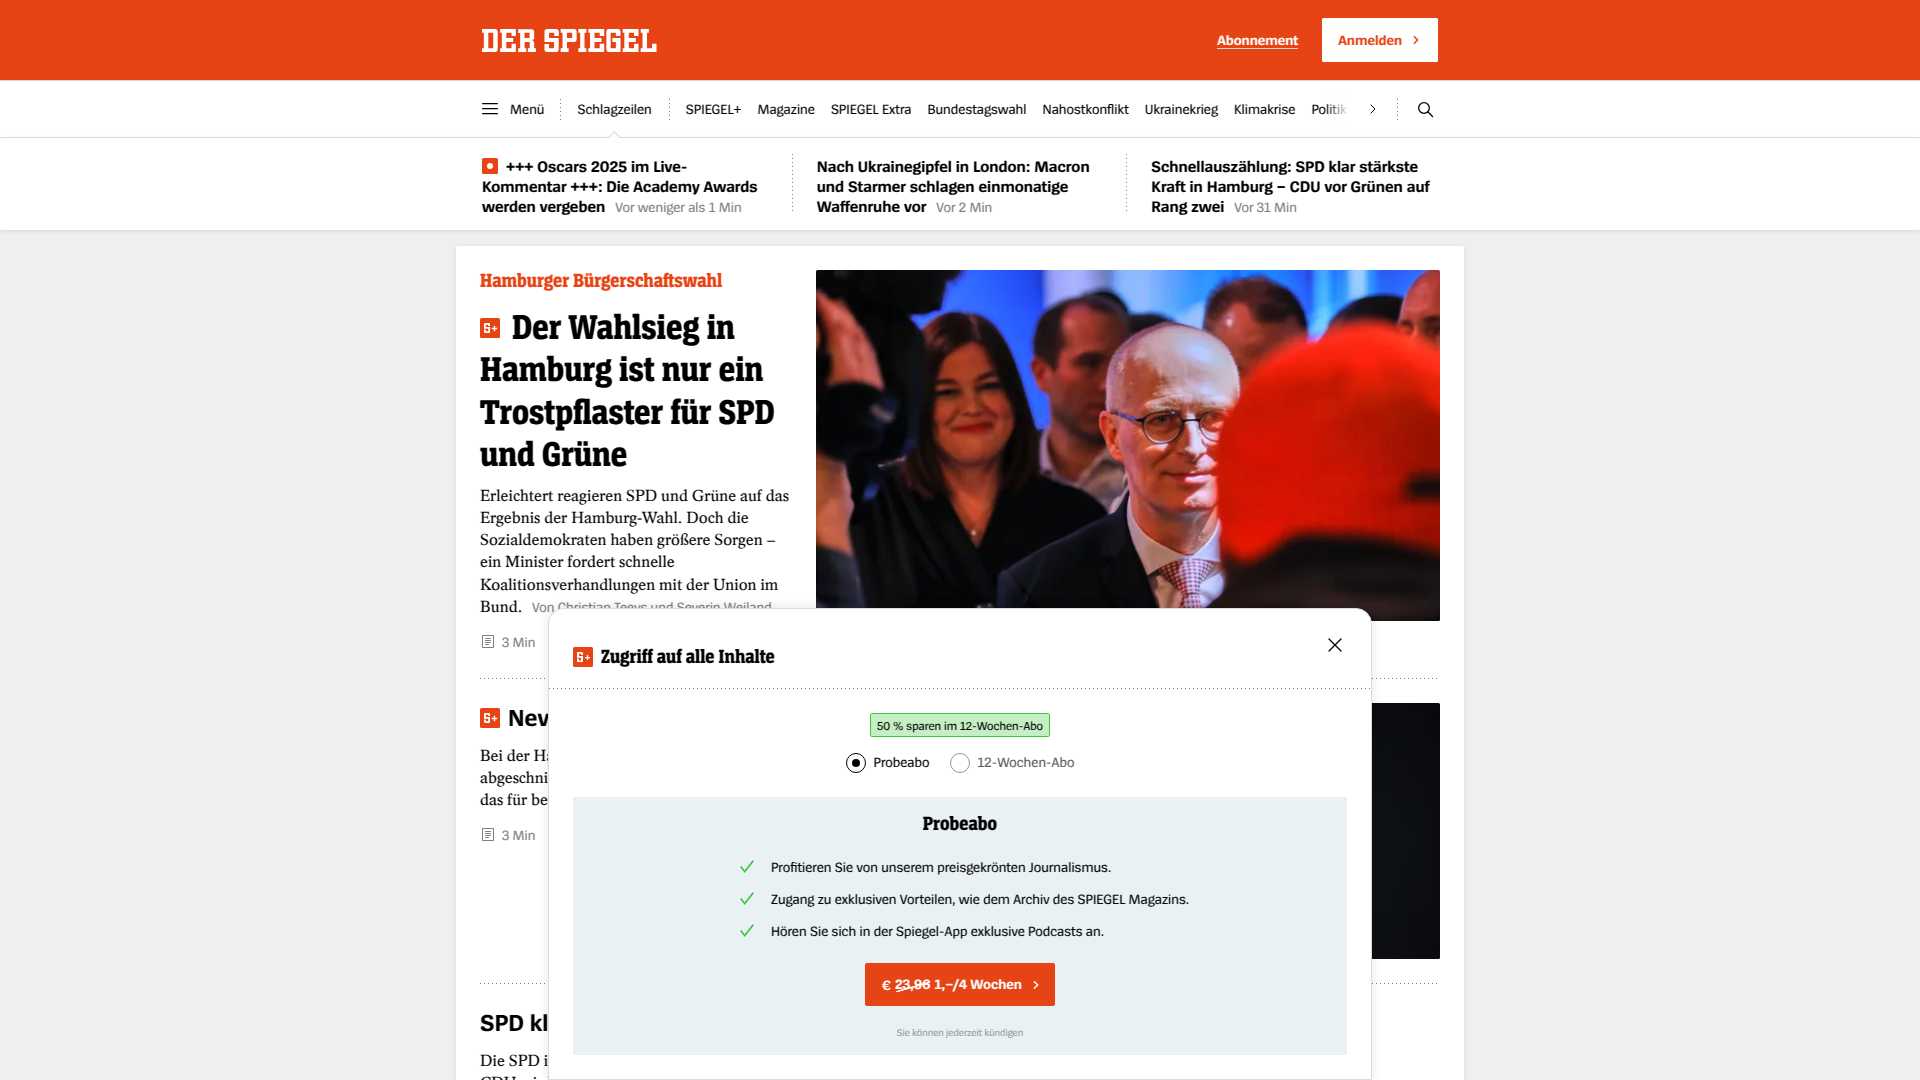 DER SPIEGEL
Abonnement
Anmelden
Menü
Schlagzeilen
SPIEGEL+
Magazine
SPIEGEL Extra
Bundestagswahl
Nahostkonflikt
Ukrainekrieg
Klimakrise
Politik
+++ Oscars 2025 im Live-
Kommentar +++: Die Academy Awards
werden vergeben Vor weniger als 1 Min
Nach Ukrainegipfel in London: Macron
und Starmer schlagen einmonatige
Waffenruhe vor Vor 2 Min
Schnellauszählung: SPD klar stärkste
Kraft in Hamburg – CDU vor Grünen auf
Rang zwei Vor 31 Min
Hamburger Bürgerschaftswahl
S+ Der Wahlsieg in
Hamburg ist nur ein
Trostpflaster für SPD
und Grüne
Erleichtert reagieren SPD und Grüne auf das
Ergebnis der Hamburg-Wahl. Doch die
Sozialdemokraten haben größere Sorgen –
ein Minister fordert schnelle
Koalitionsverhandlungen mit der Union im
Bund. Von Christian Teevs und Severin Weiland
3 Min
S+ Zugriff auf alle Inhalte
50 % sparen im 12-Wochen-Abo
Probeabo
12-Wochen-Abo
Probeabo
Profitieren Sie von unserem preisgekrönten Journalismus.
Zugang zu exklusiven Vorteilen, wie dem Archiv des SPIEGEL Magazins.
Hören Sie sich in der Spiegel-App exklusive Podcasts an.
€ 23,96 1,–/4 Wochen
Sie können jederzeit kündigen
S+ Nev
Bei der Ha
abgeschni
das für be
3 Min
SPD kl
Die SPD i